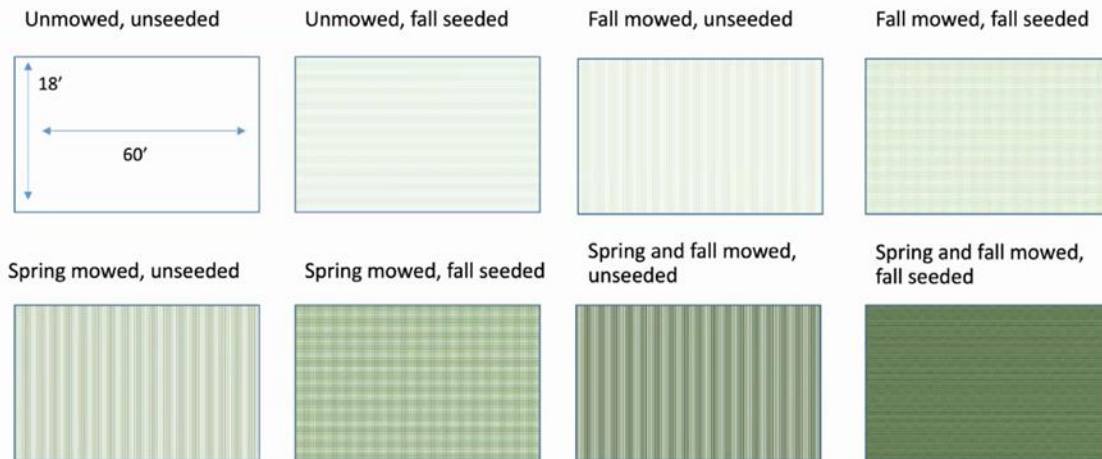 Unmowed, unseeded
Unmowed, fall seeded
Fall mowed, unseeded
Fall mowed, fall seeded
18’
60’
Spring mowed, unseeded
Spring mowed, fall seeded
Spring and fall mowed,
unseeded
Spring and fall mowed,
fall seeded